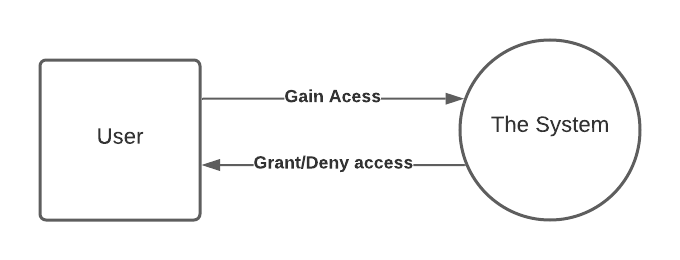 Gain Acess
The System
User
Grant/Deny access